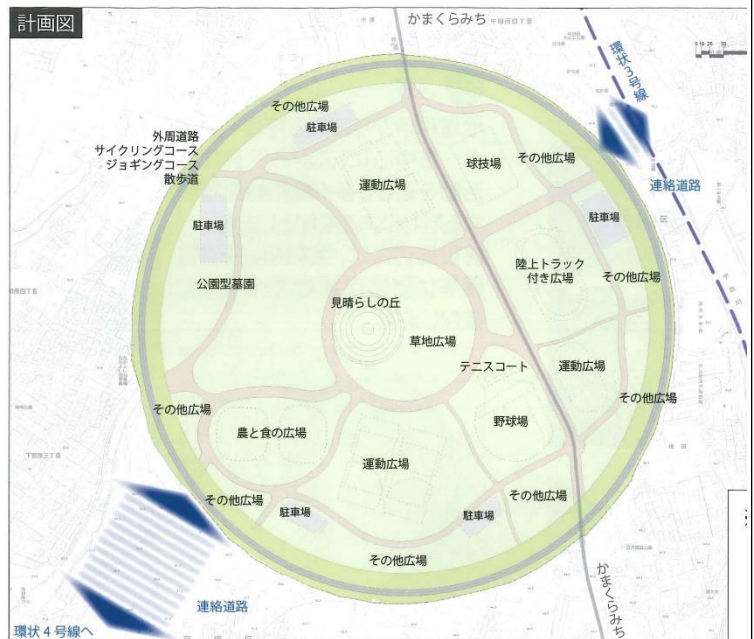 計画図
かまくらみち
環状3号線
外周道路
サイクリングコース
ジョギングコース
散歩道
その他広場
駐車場
運動広場
球技場
その他広場
連絡道路
駐車場
駐車場
公園型墓園
陸上トラック
付き広場
その他広場
見晴らしの丘
草地広場
テニスコート
運動広場
その他広場
その他広場
農と食の広場
野球場
運動広場
その他広場
その他広場
駐車場
駐車場
その他広場
かまくらみち
連絡道路
環状4号線へ